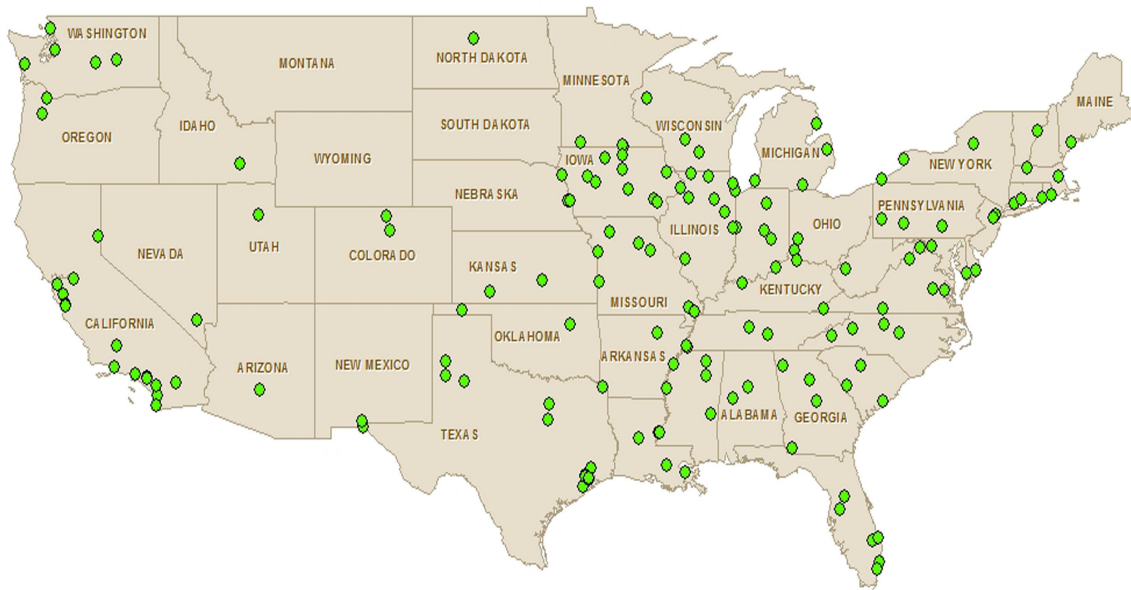 WASHINGTON
MONTANA
NORTH DAKOTA
MINNESOTA
MAINE
OREGON
IDAHO
SOUTH DAKOTA
WISCONSIN
WYOMING
IOWA
MICHIGAN
NEW YORK
NEBRASKA
PENNSYLVANIA
NEVADA
UTAH
COLORADO
ILLINOIS
OHIO
KANSAS
KENTUCKY
MISSOURI
CALIFORNIA
OKLAHOMA
ARIZONA
NEW MEXICO
ARKANSAS
TEXAS
ALABAMA
GEORGIA